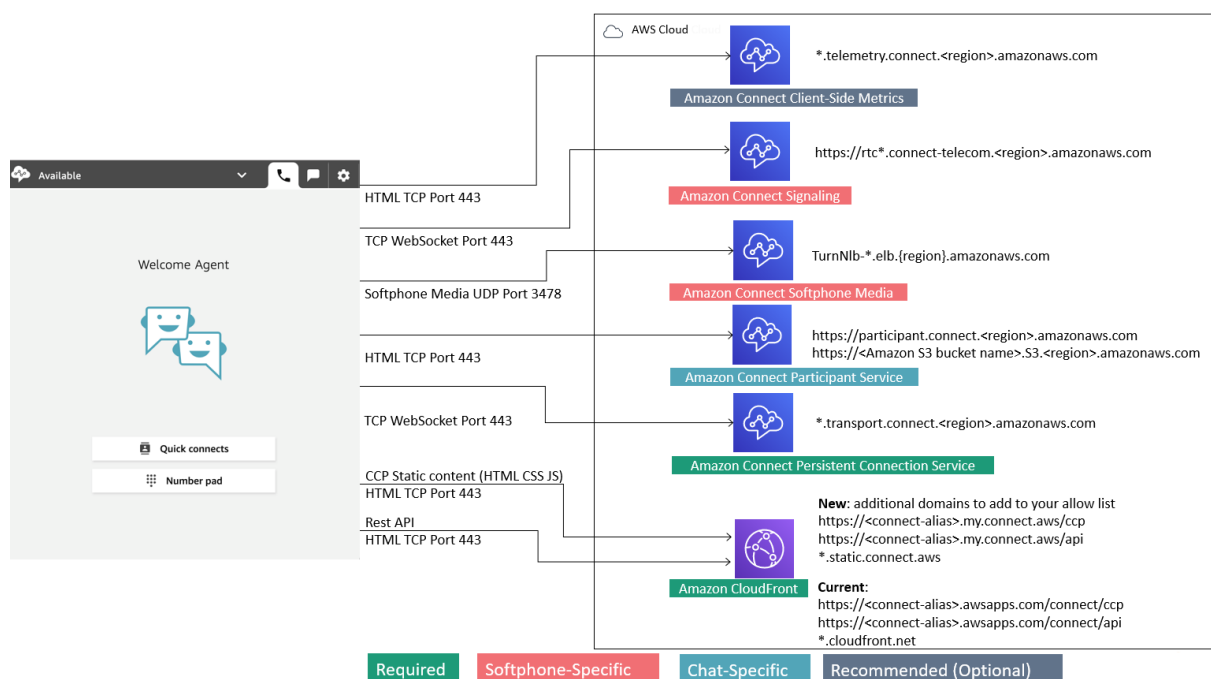 AWS Cloud
*.telemetry.connect.<region>.amazonaws.com
Amazon Connect Client-Side Metrics
https://rtc*.connect-telecom.<region>.amazonaws.com
Amazon Connect Signaling
TurnNlb-*.elb.{region}.amazonaws.com
Amazon Connect Softphone Media
https://participant.connect.<region>.amazonaws.com
https://<Amazon S3 bucket name>.S3.<region>.amazonaws.com
Amazon Connect Participant Service
*.transport.connect.<region>.amazonaws.com
Amazon Connect Persistent Connection Service
New: additional domains to add to your allow list
https://<connect-alias>.my.connect.aws/ccp
https://<connect-alias>.my.connect.aws/api
*.static.connect.aws
Amazon CloudFront
Current:
https://<connect-alias>.awsapps.com/connect/ccp
https://<connect-alias>.awsapps.com/connect/api
*.cloudfront.net
Available
Welcome Agent
Quick connects
Number pad
HTML TCP Port 443
TCP WebSocket Port 443
Softphone Media UDP Port 3478
HTML TCP Port 443
TCP WebSocket Port 443
CCP Static content (HTML CSS JS)
HTML TCP Port 443
Rest API
HTML TCP Port 443
Required
Softphone-Specific
Chat-Specific
Recommended (Optional)